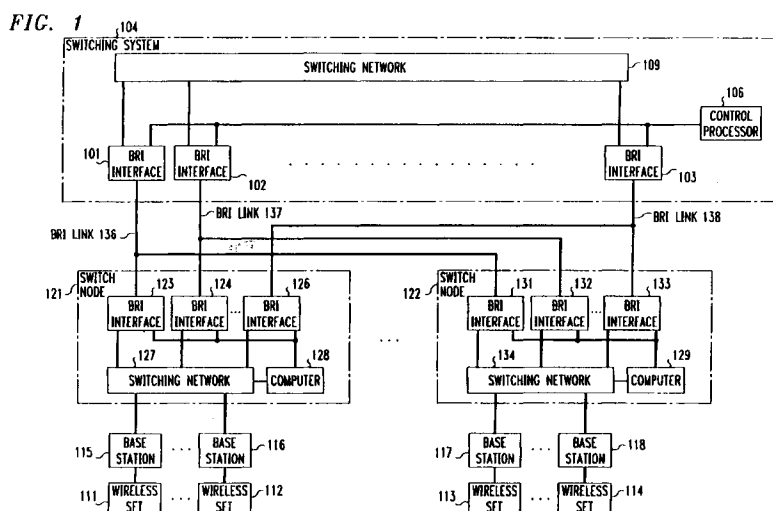 FIG. 1
104
SWITCHING SYSTEM
SWITCHING NETWORK
109
106
CONTROL
PROCESSOR
101
BRI
INTERFACE
BRI
INTERFACE
102
BRI
INTERFACE
103
BRI LINK 136
BRI LINK 137
BRI LINK 138
121
SWITCH
NODE
123
BRI
INTERFACE
124
BRI
INTERFACE
126
BRI
INTERFACE
127
SWITCHING NETWORK
128
COMPUTER
122
SWITCH
NODE
131
BRI
INTERFACE
132
BRI
INTERFACE
133
BRI
INTERFACE
134
SWITCHING NETWORK
129
COMPUTER
115
BASE
STATION
BASE
STATION
116
117
BASE
STATION
BASE
STATION
118
111
WIRELESS
SET
WIRELESS
SET
112
113
WIRELESS
SET
WIRELESS
SET
114